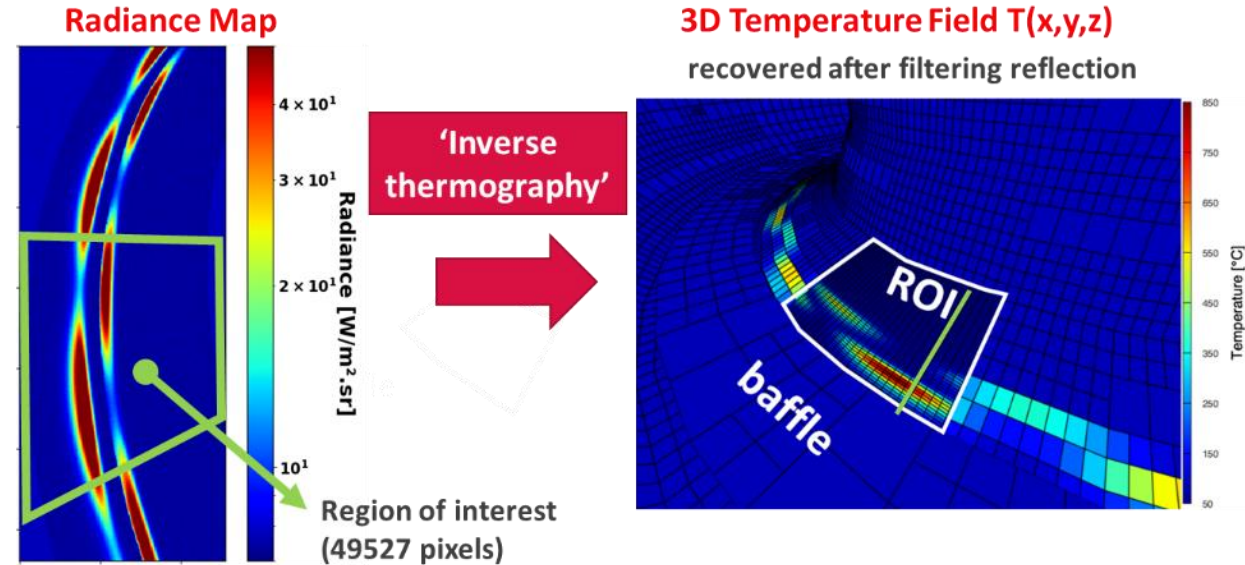 Radiance Map
4 × 10¹
3 × 10¹
2 × 10¹
10¹
Radiance [W/m².sr]
Region of interest
(49527 pixels)
'Inverse
thermography'
3D Temperature Field T(x,y,z)
recovered after filtering reflection
ROI
baffle
850
750
650
550
450
350
250
150
50
Temperature [°C]